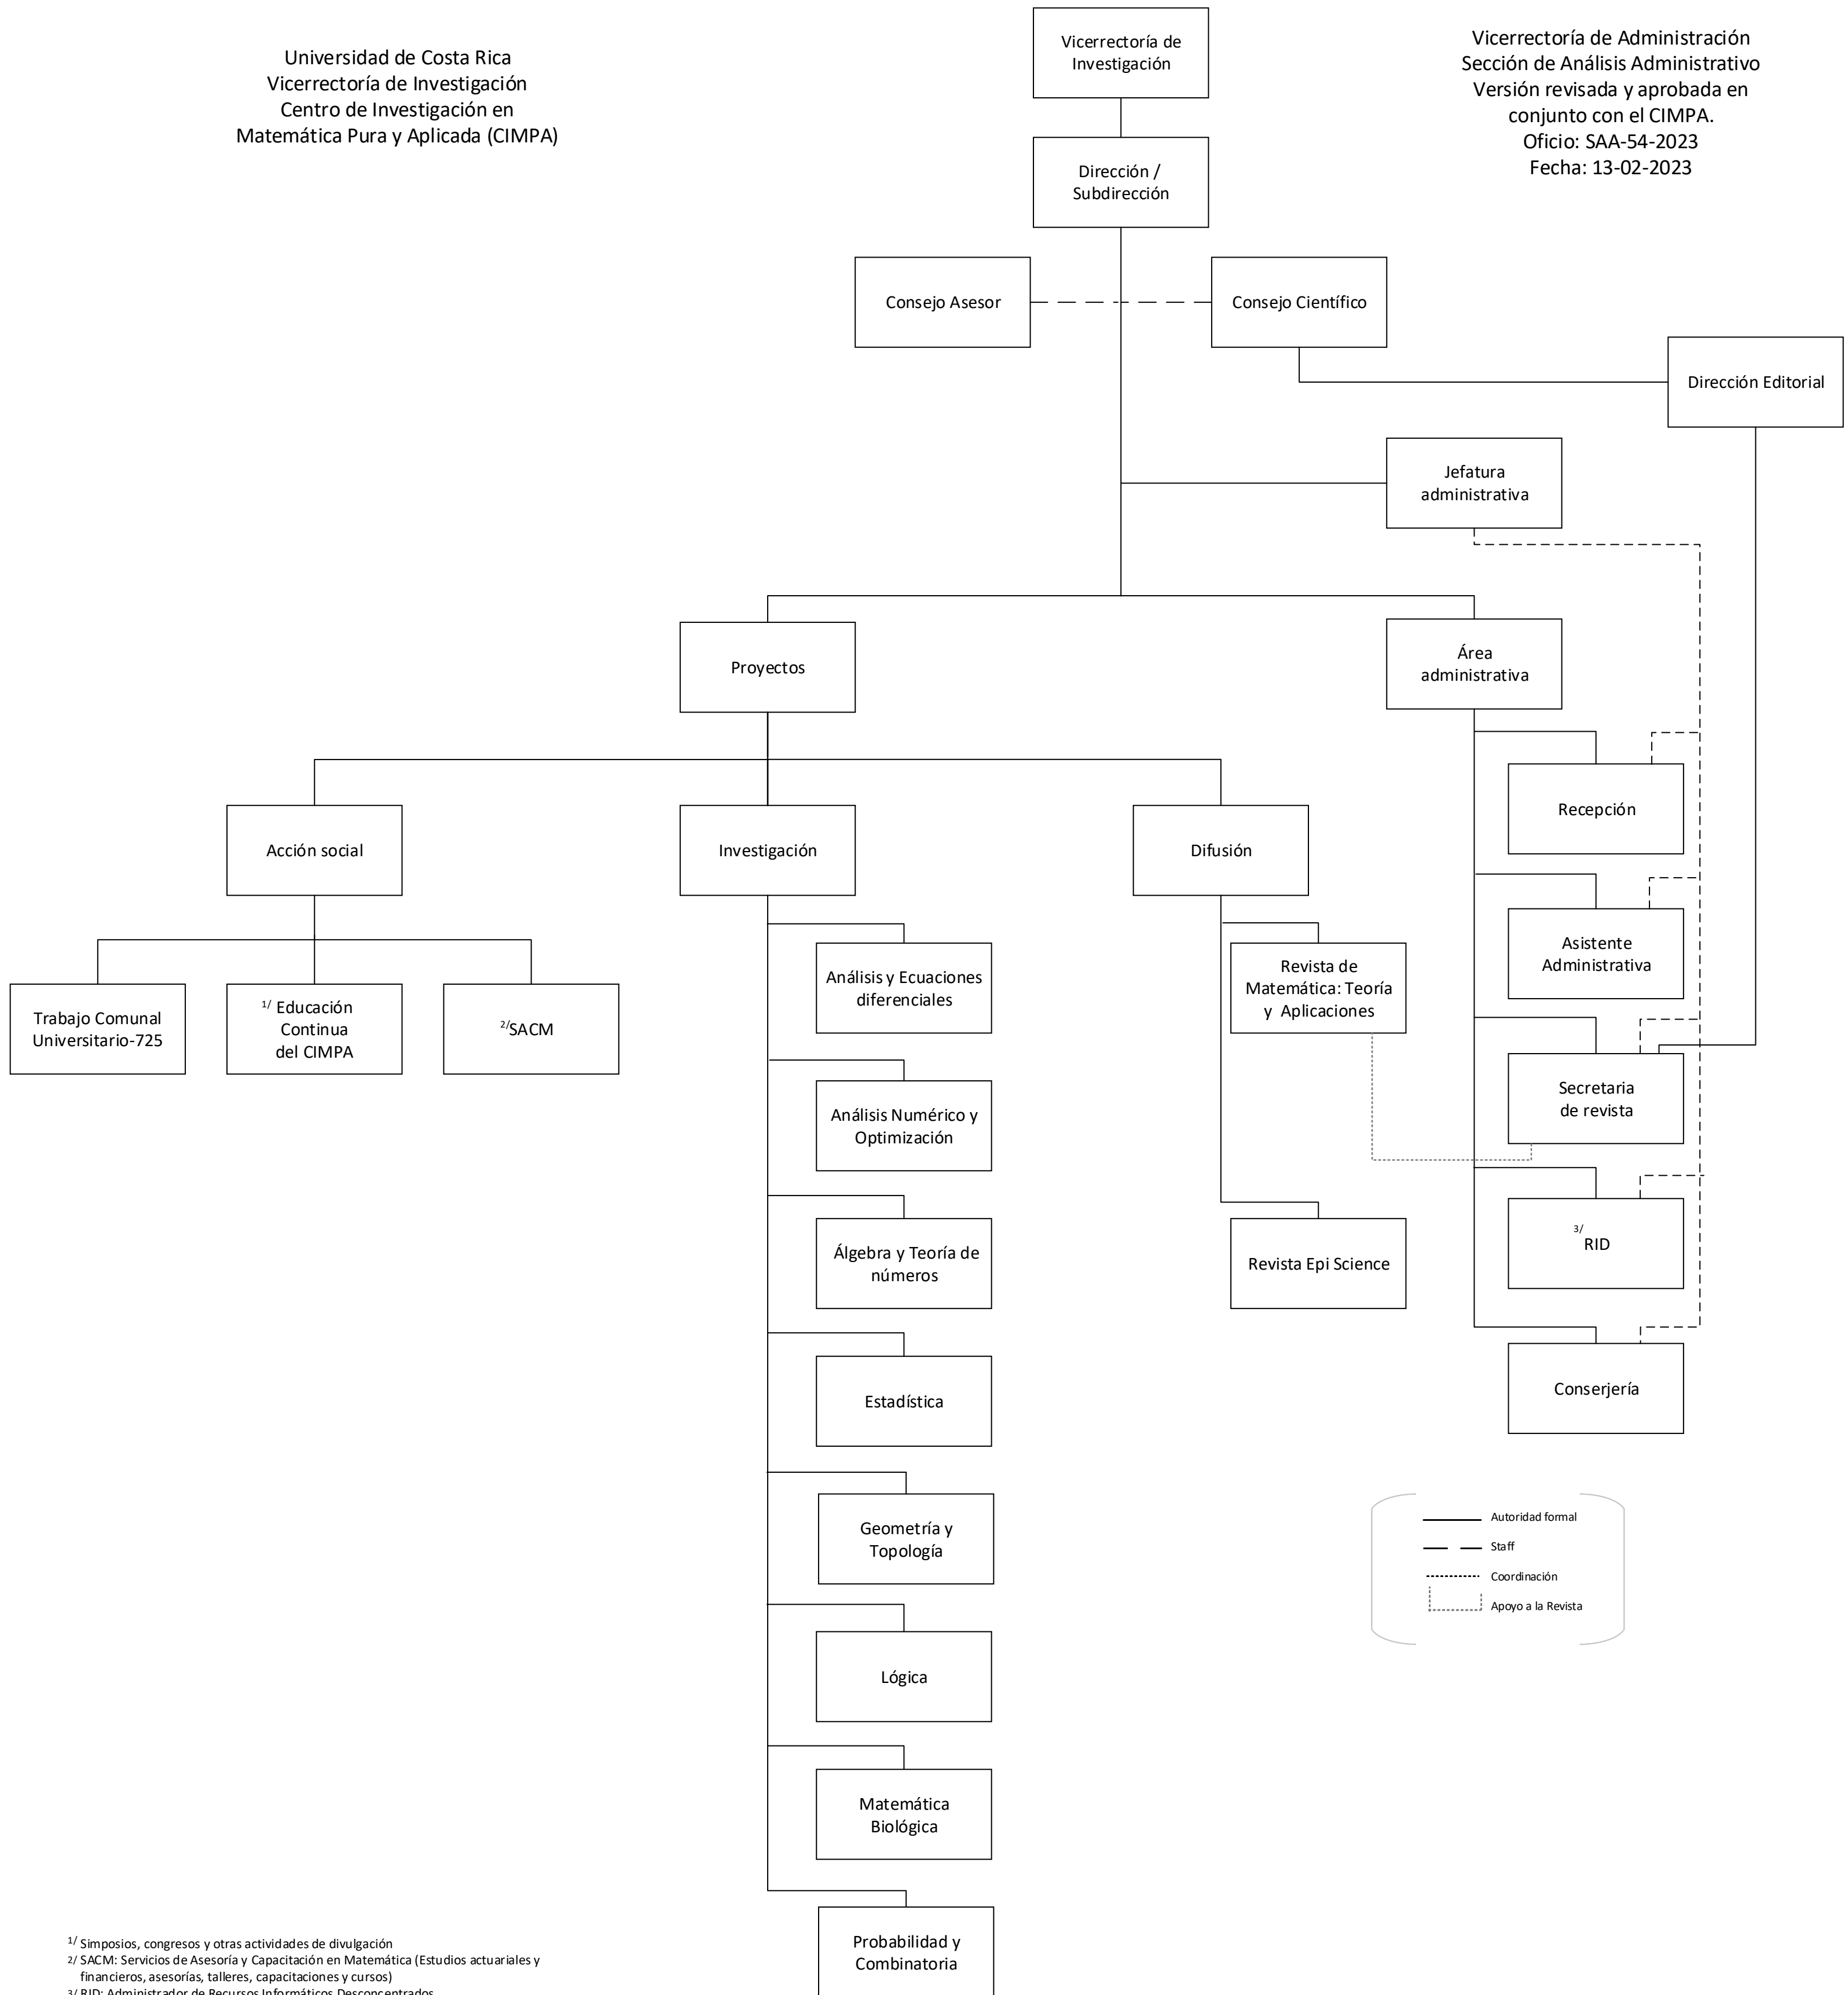 Universidad de Costa Rica
Vicerrectoría de Investigación
Centro de Investigación en
Matemática Pura y Aplicada (CIMPA)
Vicerrectoría de
Investigación
Vicerrectoría de Administración
Sección de Análisis Administrativo
Versión revisada y aprobada en
conjunto con el CIMPA.
Oficio: SAA-54-2023
Fecha: 13-02-2023
Dirección /
Subdirección
Consejo Asesor
Consejo Científico
Dirección Editorial
Jefatura
administrativa
Proyectos
Área
administrativa
Acción social
Investigación
Difusión
Trabajo Comunal
Universitario-725
1/ Educación
Continua
del CIMPA
2/SACM
Análisis y Ecuaciones
diferenciales
Análisis Numérico y
Optimización
Álgebra y Teoría de
números
Estadística
Geometría y
Topología
Lógica
Matemática
Biológica
Probabilidad y
Combinatoria
Revista de
Matemática: Teoría
y Aplicaciones
Revista Epi Science
Recepción
Asistente
Administrativa
Secretaria
de revista
3/
RID
Conserjería
Autoridad formal
Staff
Coordinación
Apoyo a la Revista
1/ Simposios, congresos y otras actividades de divulgación
2/ SACM: Servicios de Asesoría y Capacitación en Matemática (Estudios actuariales y
financieros, asesorías, talleres, capacitaciones y cursos)
3/ RID: Administrador de Recursos Informáticos Desconcentrados